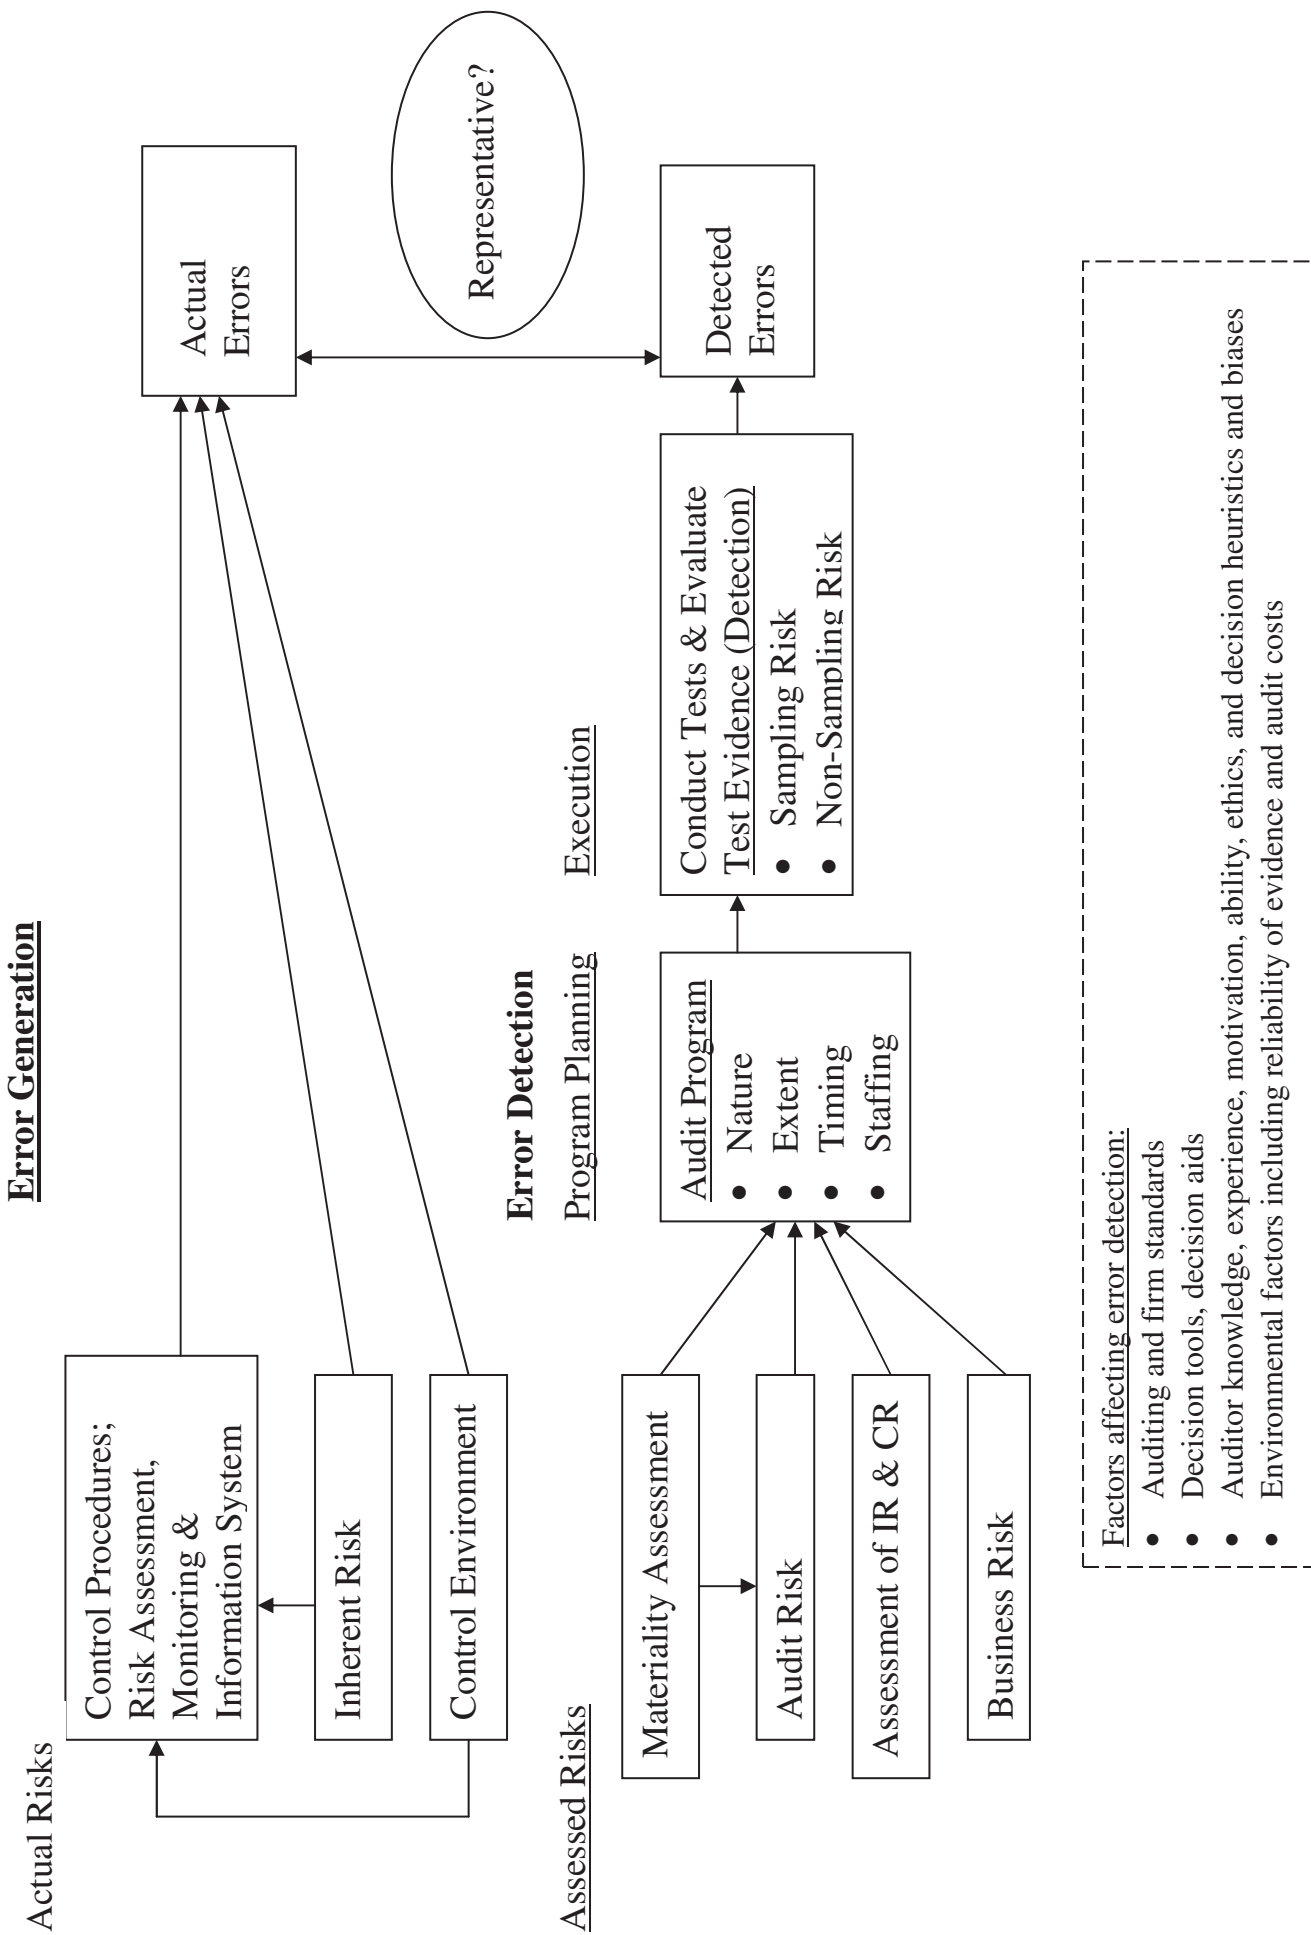 Error Generation
Actual Risks
Control Procedures;
Risk Assessment,
Monitoring &
Information System
Inherent Risk
Control Environment
Actual
Errors
Representative?
Error Detection
Assessed Risks
Program Planning
Execution
Materiality Assessment
Audit Risk
Assessment of IR & CR
Business Risk
Audit Program
• Nature
• Extent
• Timing
• Staffing
Conduct Tests & Evaluate
Test Evidence (Detection)
• Sampling Risk
• Non-Sampling Risk
Detected
Errors
Factors affecting error detection:
• Auditing and firm standards
• Decision tools, decision aids
• Auditor knowledge, experience, motivation, ability, ethics, and decision heuristics and biases
• Environmental factors including reliability of evidence and audit costs